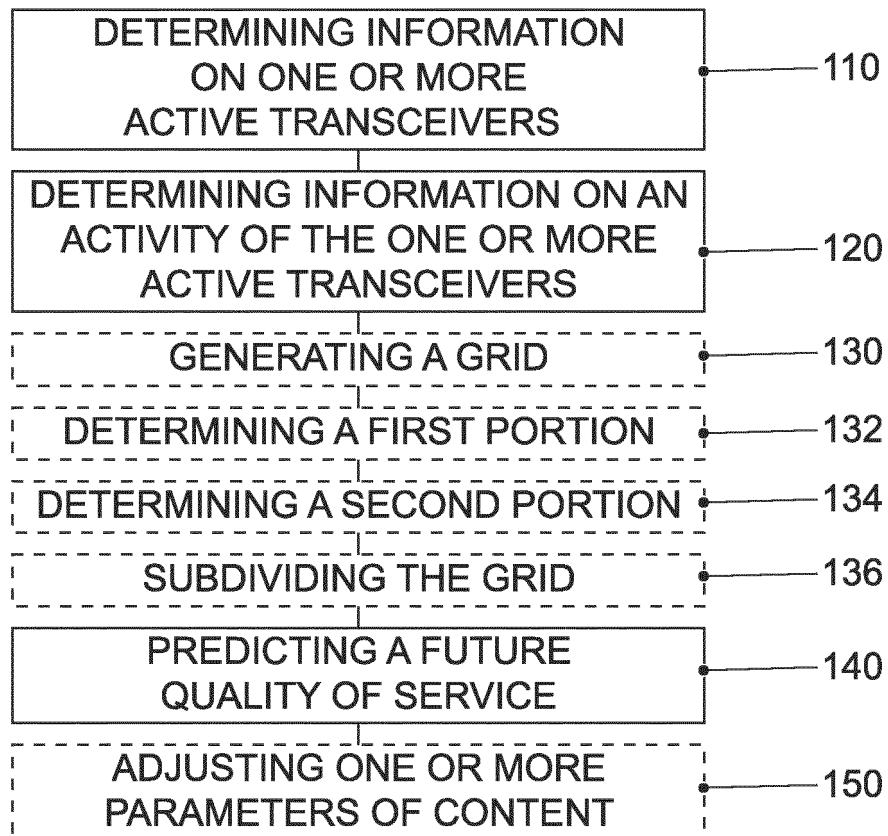 DETERMINING INFORMATION
ON ONE OR MORE
ACTIVE TRANSCEIVERS
110
DETERMINING INFORMATION ON AN
ACTIVITY OF THE ONE OR MORE
ACTIVE TRANSCEIVERS
120
GENERATING A GRID
130
DETERMINING A FIRST PORTION
132
DETERMINING A SECOND PORTION
134
SUBDIVIDING THE GRID
136
PREDICTING A FUTURE
QUALITY OF SERVICE
140
ADJUSTING ONE OR MORE
PARAMETERS OF CONTENT
150